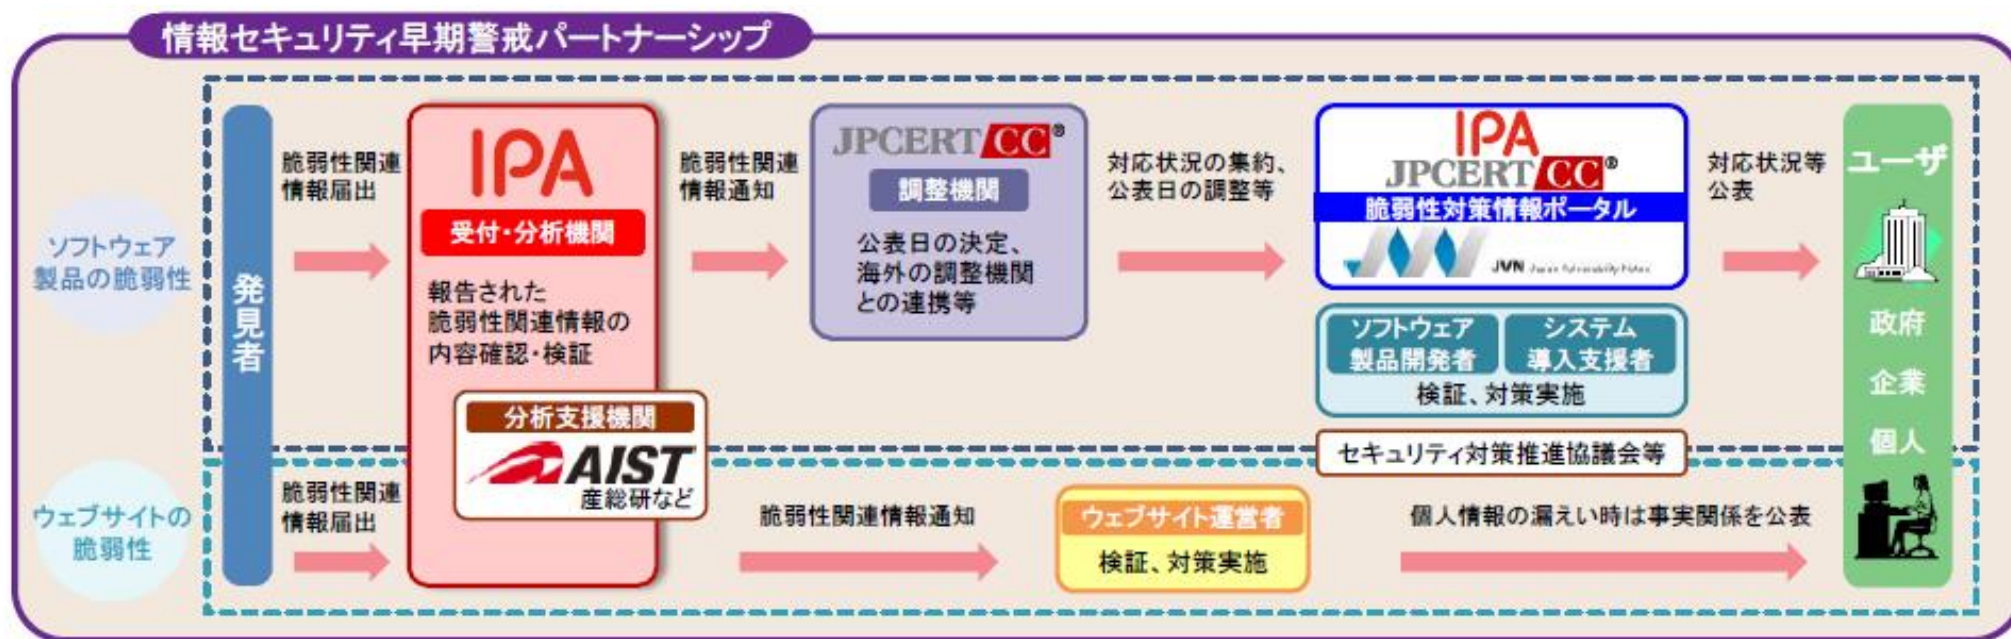 情報セキュリティ早期警戒パートナーシップ
ソフトウェア
製品の脆弱性
発見者
脆弱性関連
情報届出
IPA
受付・分析機関
報告された
脆弱性関連情報の
内容確認・検証
分析支援機関
AIST
産総研など
脆弱性関連
情報通知
JPCERT CC®
調整機関
公表日の決定、
海外の調整機関
との連携等
対応状況の集約、
公表日の調整等
IPA
JPCERT CC®
脆弱性対策情報ポータル
JVN Japan Vulnerability Notes
ソフトウェア
製品開発者
システム
導入支援者
検証、対策実施
セキュリティ対策推進協議会等
対応状況等
公表
ユーザ
政府
企業
個人
ウェブサイトの
脆弱性
脆弱性関連
情報届出
脆弱性関連情報通知
ウェブサイト運営者
検証、対策実施
個人情報の漏えい時は事実関係を公表